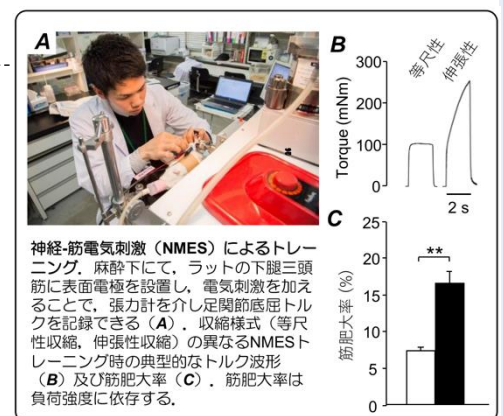 A
B
等尺性
伸張性
Torque (mNm)
300
200
100
0
2 s
C
25
20
15
10
5
0
筋肥大率 (%)
**
神経-筋電気刺激（NMES）によるトレー
ニング．麻酔下にて，ラットの下腿三頭
筋に表面電極を設置し，電気刺激を加え
ることで，張力計を介し足関節底屈トル
クを記録できる（A）．収縮様式（等尺
性収縮，伸張性収縮）の異なるNMESト
レーニング時の典型的なトルク波形
（B）及び筋肥大率（C）．筋肥大率は
負荷強度に依存する．